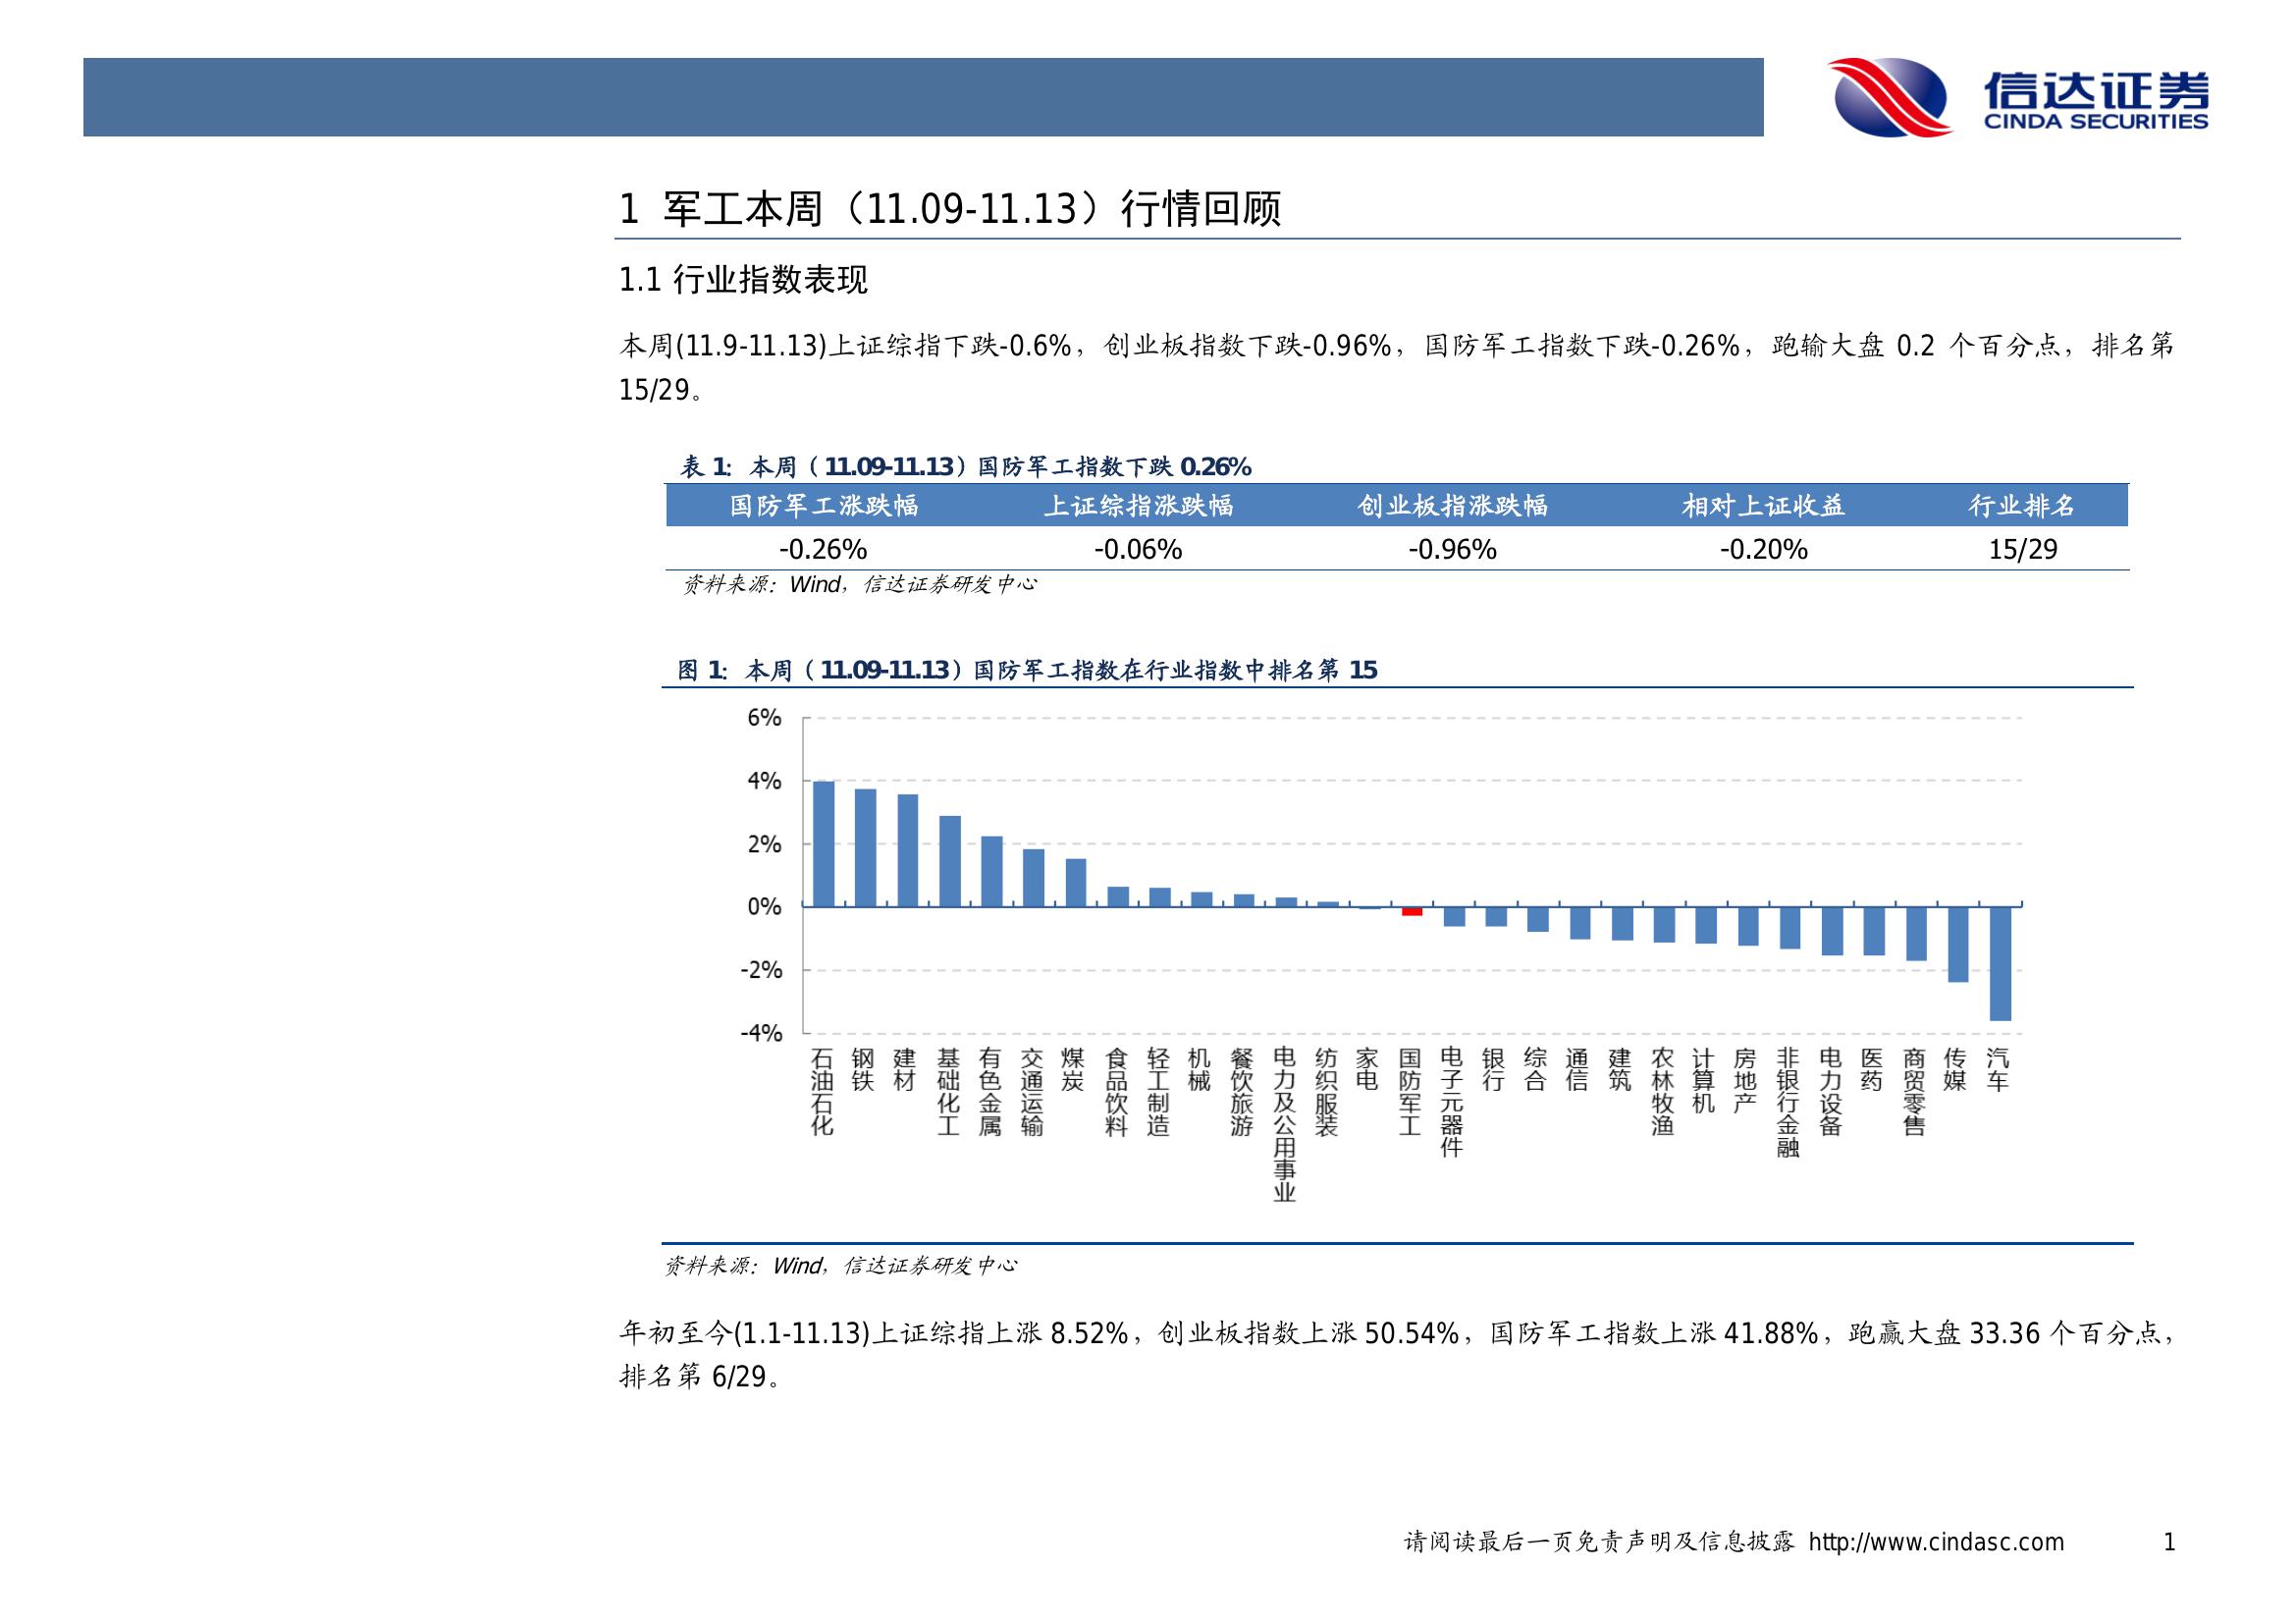 信达证券
CINDA SECURITIES
1 军工本周（11.09-11.13）行情回顾
1.1 行业指数表现
本周(11.9-11.13)上证综指下跌-0.6%，创业板指数下跌-0.96%，国防军工指数下跌-0.26%，跑输大盘 0.2 个百分点，排名第
15/29。
表 1: 本周（11.09-11.13）国防军工指数下跌 0.26%
国防军工涨跌幅 上证综指涨跌幅 创业板指涨跌幅 相对上证收益 行业排名
-0.26% -0.06% -0.96% -0.20% 15/29
资料来源：Wind，信达证券研发中心
图 1: 本周（11.09-11.13）国防军工指数在行业指数中排名第 15
6%
4%
2%
0%
-2%
-4%
石油石化
钢铁
建材
基础化工
有色金属
交通运输
煤炭
食品饮料
轻工制造
机械
餐饮旅游
电力及公用事业
纺织服装
家电
国防军工
电子元器件
银行
综合
通信
建筑
农林牧渔
计算机
房地产
非银行金融
电力设备
医药
商贸零售
传媒
汽车
资料来源：Wind，信达证券研发中心
年初至今(1.1-11.13)上证综指上涨 8.52%，创业板指数上涨 50.54%，国防军工指数上涨 41.88%，跑赢大盘 33.36 个百分点，
排名第 6/29。
请阅读最后一页免责声明及信息披露 http://www.cindasc.com 1